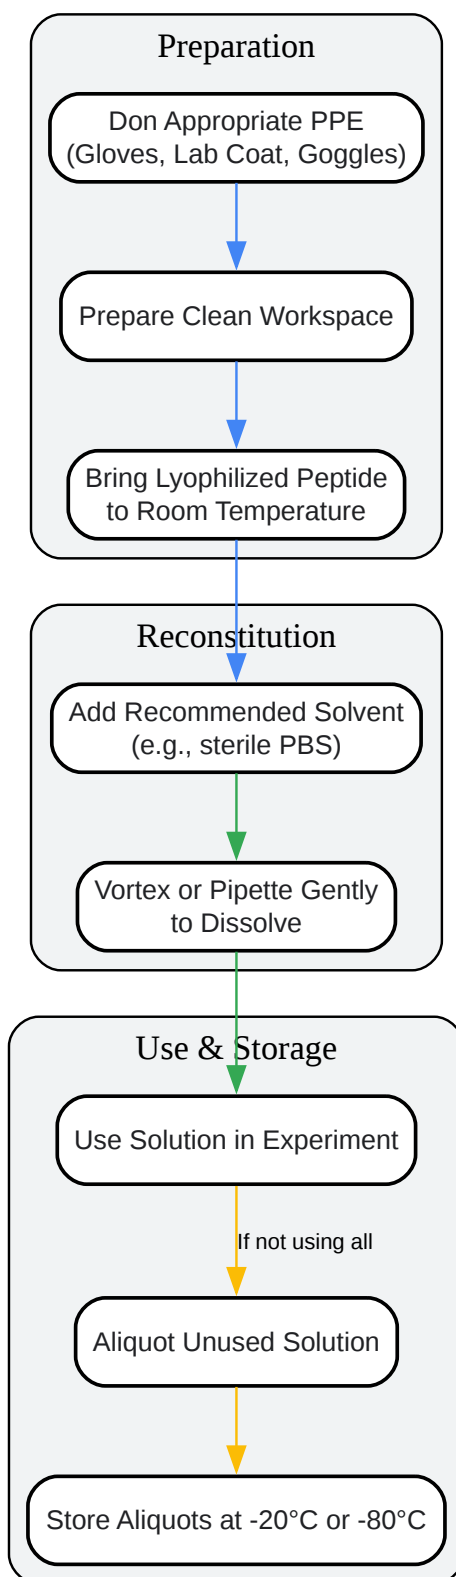 Preparation
Don Appropriate PPE
(Gloves, Lab Coat, Goggles)
Prepare Clean Workspace
Bring Lyophilized Peptide
to Room Temperature
Reconstitution
Add Recommended Solvent
(e.g., sterile PBS)
Vortex or Pipette Gently
to Dissolve
Use & Storage
Use Solution in Experiment
If not using all
Aliquot Unused Solution
Store Aliquots at -20°C or -80°C